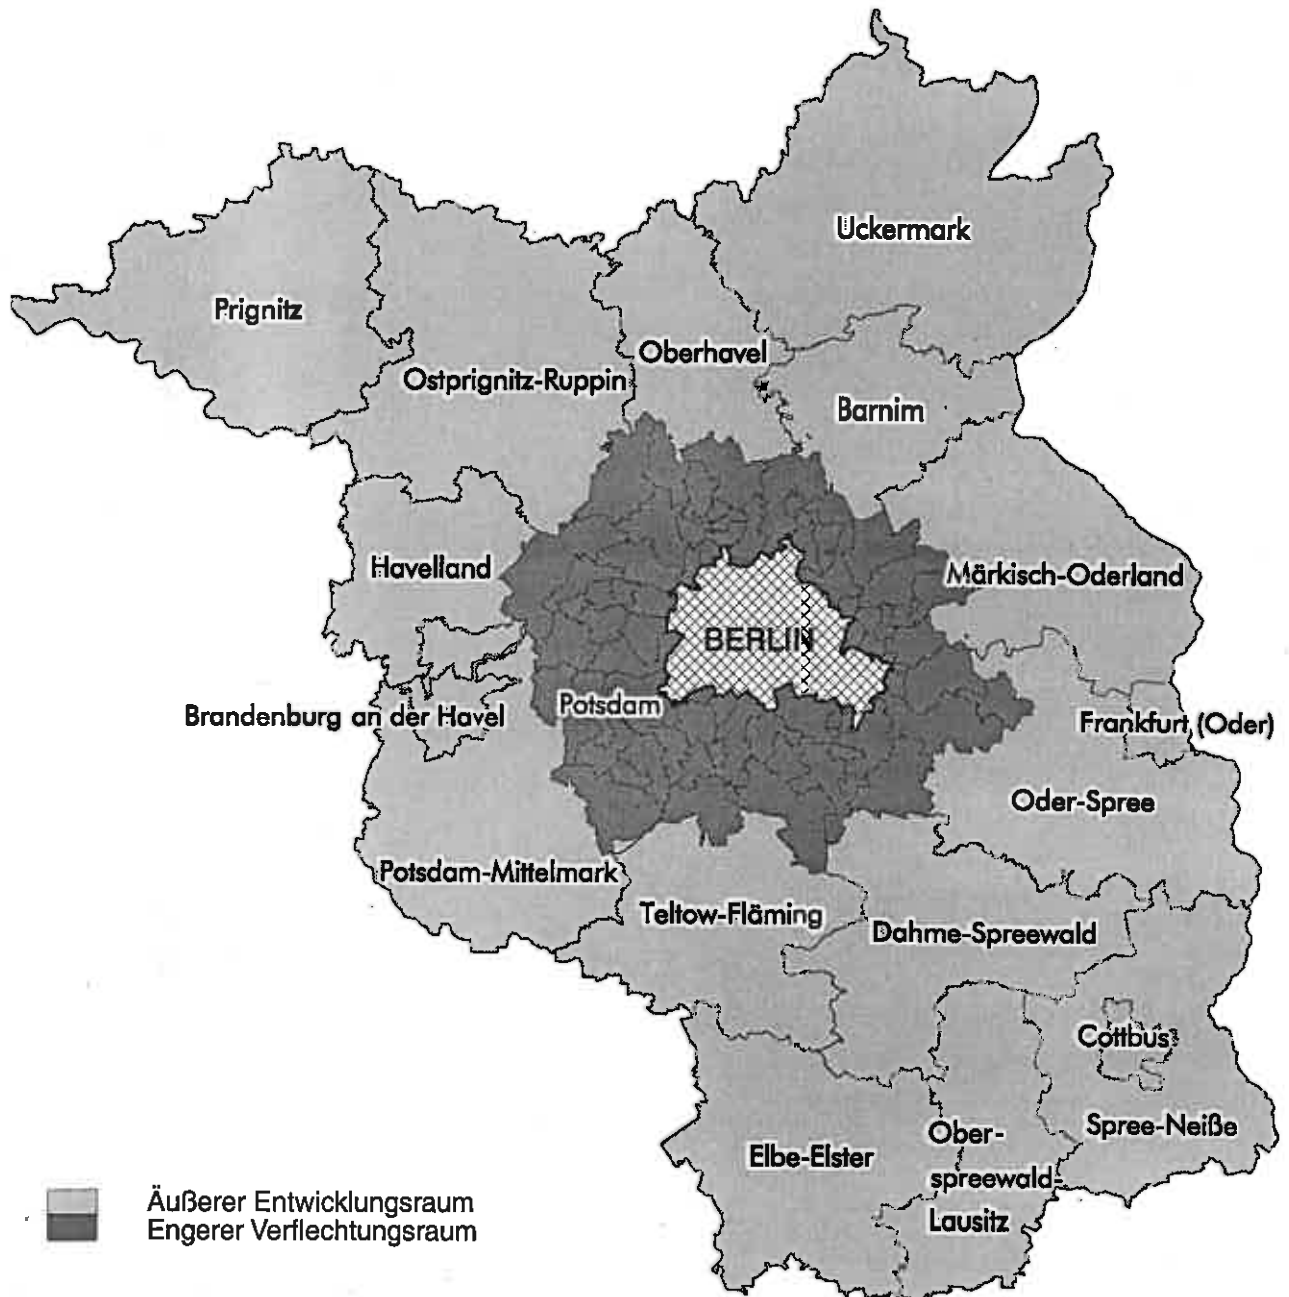 Uckermark
Prignitz
Oberhavel
Ostprignitz-Ruppin
Barnim
Havelland
Märkisch-Oderland
BERLIN
Potsdam
Brandenburg an der Havel
Frankfurt (Oder)
Oder-Spree
Potsdam-Mittelmark
Teltow-Fläming
Dahme-Spreewald
Cottbus
Spree-Neiße
Ober-
spreewald-
Lausitz
Elbe-Elster
Äußerer Entwicklungsraum
Engerer Verflechtungsraum